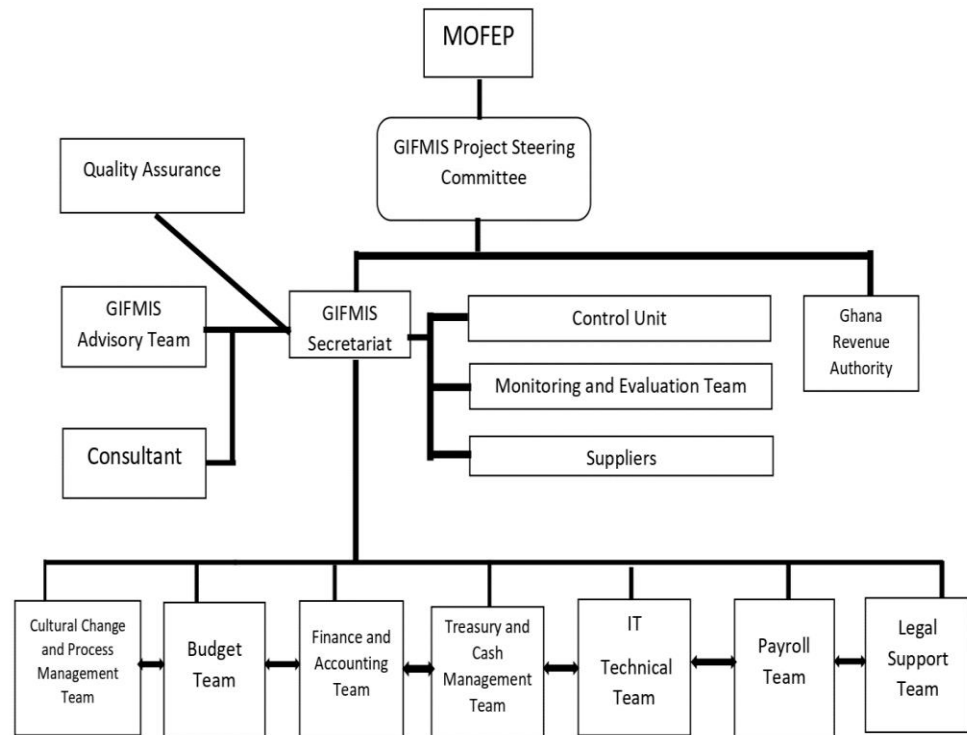 MOFEP
GIFMIS Project Steering
Committee
Quality Assurance
GIFMIS
Advisory Team
GIFMIS
Secretariat
Control Unit
Ghana
Revenue
Authority
Monitoring and Evaluation Team
Consultant
Suppliers
Cultural Change
and Process
Management
Team
Budget
Team
Finance and
Accounting
Team
Treasury and
Cash
Management
Team
IT
Technical
Team
Payroll
Team
Legal
Support
Team